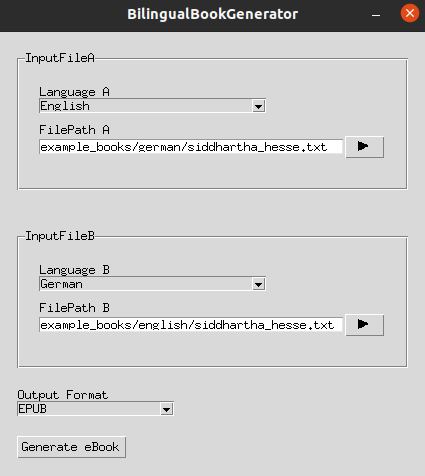 BilingualBookGenerator
InputFileA
Language A
English
FilePath A
example_books/german/siddhartha_hesse.txt
InputFileB
Language B
German
FilePath B
example_books/english/siddhartha_hesse.txt
Output Format
EPUB
Generate eBook